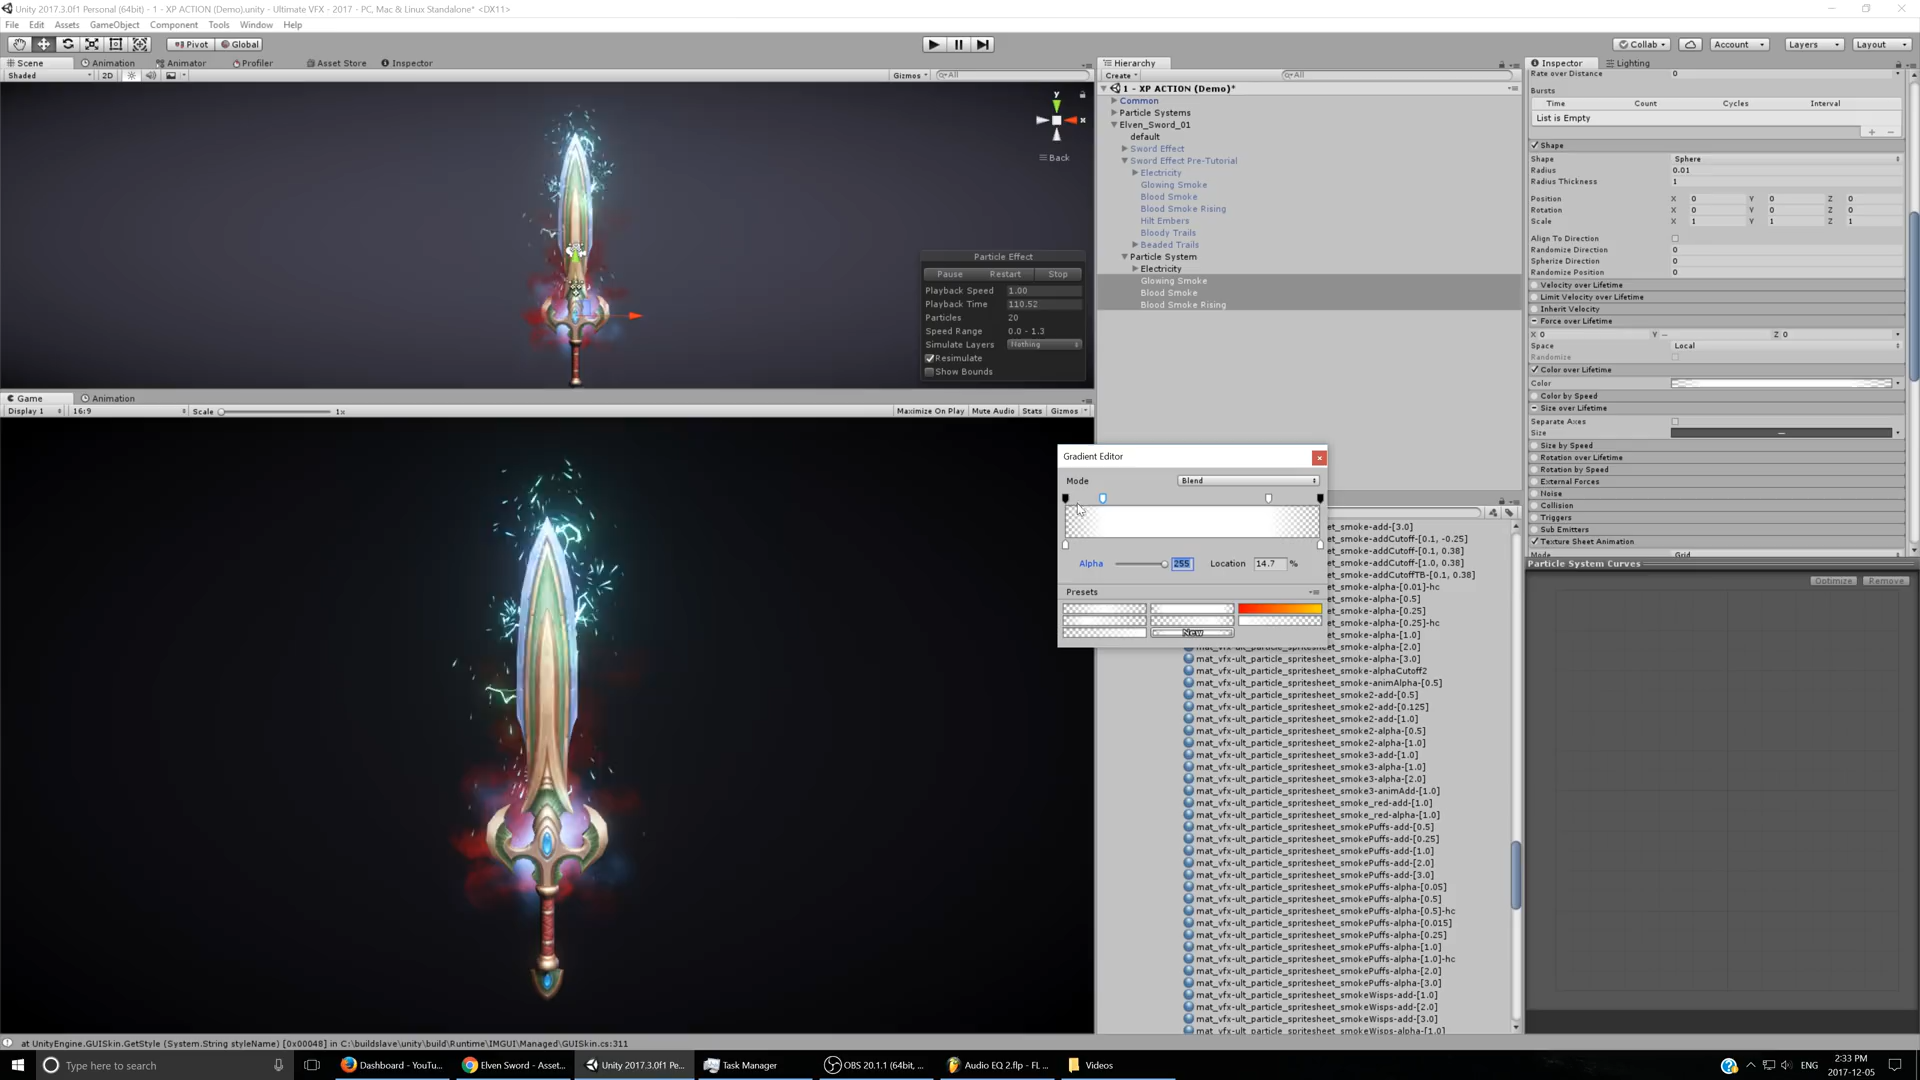 Unity 2017.3.0f1 Personal (64bit) - 1 - XP ACTION (Demo).unity - Ultimate VFX - 2017 - PC, Mac & Linux Standalone* <DX11>
File Edit Assets GameObject Component Tools Window Help
Pivot Global Collab Account Layers Layout
Scene Animation Animator Profiler Asset Store Inspector
Shaded 2D Gizmos All
y
x
Back
Particle Effect
Pause Restart Stop
Playback Speed 1.00
Playback Time 110.52
Particles 20
Speed Range 0.0 - 1.3
Simulate Layers Nothing
Resimulate
Show Bounds
Game Animation
Display 1 16:9 Scale 1x Maximize On Play Mute Audio Stats Gizmos
Hierarchy
Create All
1 - XP ACTION (Demo)*
Common
Particle Systems
Elven_Sword_01
default
Sword Effect
Sword Effect Pre-Tutorial
Electricity
Glowing Smoke
Blood Smoke
Blood Smoke Rising
Hilt Embers
Bloody Trails
Beaded Trails
Particle System
Electricity
Glowing Smoke
Blood Smoke
Blood Smoke Rising
Gradient Editor
Mode Blend
Alpha 255 Location 14.7 %
Presets
New
et_smoke-add-[3.0]
et_smoke-addCutoff-[0.1, -0.25]
et_smoke-addCutoff-[0.1, 0.38]
et_smoke-addCutoff-[1.0, 0.38]
et_smoke-addCutoffTB-[0.1, 0.38]
et_smoke-alpha-[0.01]-hc
et_smoke-alpha-[0.5]
et_smoke-alpha-[0.25]
et_smoke-alpha-[0.25]-hc
et_smoke-alpha-[1.0]
mat_vfx-ult_particle_spritesheet_smoke-alpha-[2.0]
mat_vfx-ult_particle_spritesheet_smoke-alpha-[3.0]
mat_vfx-ult_particle_spritesheet_smoke-alphaCutoff2
mat_vfx-ult_particle_spritesheet_smoke-animAlpha-[0.5]
mat_vfx-ult_particle_spritesheet_smoke2-add-[0.5]
mat_vfx-ult_particle_spritesheet_smoke2-add-[0.125]
mat_vfx-ult_particle_spritesheet_smoke2-add-[1.0]
mat_vfx-ult_particle_spritesheet_smoke2-alpha-[0.5]
mat_vfx-ult_particle_spritesheet_smoke2-alpha-[1.0]
mat_vfx-ult_particle_spritesheet_smoke3-add-[1.0]
mat_vfx-ult_particle_spritesheet_smoke3-alpha-[1.0]
mat_vfx-ult_particle_spritesheet_smoke3-alpha-[2.0]
mat_vfx-ult_particle_spritesheet_smoke3-animAdd-[1.0]
mat_vfx-ult_particle_spritesheet_smoke_red-add-[1.0]
mat_vfx-ult_particle_spritesheet_smoke_red-alpha-[1.0]
mat_vfx-ult_particle_spritesheet_smokePuffs-add-[0.5]
mat_vfx-ult_particle_spritesheet_smokePuffs-add-[0.25]
mat_vfx-ult_particle_spritesheet_smokePuffs-add-[1.0]
mat_vfx-ult_particle_spritesheet_smokePuffs-add-[2.0]
mat_vfx-ult_particle_spritesheet_smokePuffs-add-[3.0]
mat_vfx-ult_particle_spritesheet_smokePuffs-alpha-[0.05]
mat_vfx-ult_particle_spritesheet_smokePuffs-alpha-[0.5]
mat_vfx-ult_particle_spritesheet_smokePuffs-alpha-[0.5]-hc
mat_vfx-ult_particle_spritesheet_smokePuffs-alpha-[0.015]
mat_vfx-ult_particle_spritesheet_smokePuffs-alpha-[0.25]
mat_vfx-ult_particle_spritesheet_smokePuffs-alpha-[1.0]
mat_vfx-ult_particle_spritesheet_smokePuffs-alpha-[1.0]-hc
mat_vfx-ult_particle_spritesheet_smokePuffs-alpha-[2.0]
mat_vfx-ult_particle_spritesheet_smokePuffs-alpha-[3.0]
mat_vfx-ult_particle_spritesheet_smokeWisps-add-[1.0]
mat_vfx-ult_particle_spritesheet_smokeWisps-add-[2.0]
mat_vfx-ult_particle_spritesheet_smokeWisps-add-[3.0]
mat_vfx-ult_particle_spritesheet_smokeWisps-alpha-[1.0]
Inspector Lighting
Rate over Distance 0
Bursts
Time Count Cycles Interval
List is Empty
Shape
Shape Sphere
Radius 0.01
Radius Thickness 1
Position X 0 Y 0 Z 0
Rotation X 0 Y 0 Z 0
Scale X 1 Y 1 Z 1
Align To Direction
Randomize Direction 0
Spherize Direction 0
Randomize Position 0
Velocity over Lifetime
Limit Velocity over Lifetime
Inherit Velocity
Force over Lifetime
X 0 Y — Z 0
Space Local
Randomize
Color over Lifetime
Color
Color by Speed
Size over Lifetime
Separate Axes
Size —
Size by Speed
Rotation over Lifetime
Rotation by Speed
External Forces
Noise
Collision
Triggers
Sub Emitters
Texture Sheet Animation
Mode Grid
Particle System Curves
Optimize Remove
at UnityEngine.GUISkin.GetStyle (System.String styleName) [0x00048] in C:\buildslave\unity\build\Runtime\IMGUI\Managed\GUISkin.cs:311
Type here to search
Dashboard - YouTu... Elven Sword - Asset... Unity 2017.3.0f1 Pe... Task Manager OBS 20.1.1 (64bit, ... Audio EQ 2.flp - FL ... Videos
ENG
2:33 PM
2017-12-05